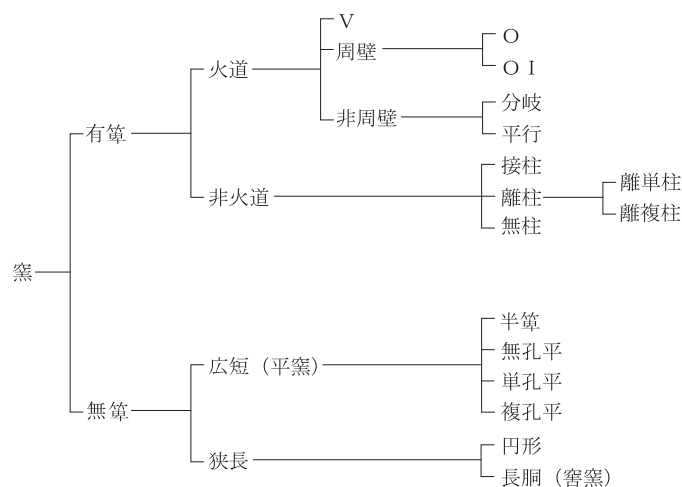 窯
有箄
火道
V
周壁
O
O I
非周壁
分岐
平行
非火道
接柱
離柱
離単柱
離複柱
無柱
無箄
広短（平窯）
半箄
無孔平
単孔平
複孔平
狭長
円形
長胴（窖窯）